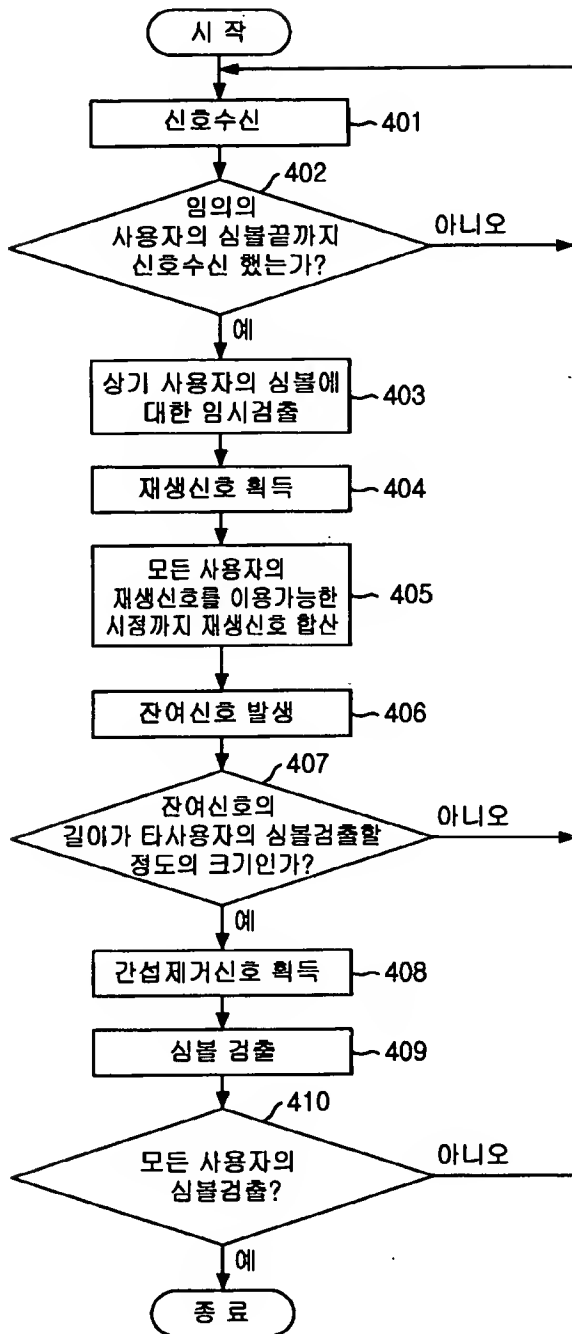 시 작
신호수신
401
402
임의의
사용자의 심볼끝까지
신호수신 했는가?
아니오
예
상기 사용자의 심볼에
대한 임시검출
403
재생신호 획득
404
모든 사용자의
재생신호를 이용가능한
시점까지 재생신호 합산
405
잔여신호 발생
406
407
잔여신호의
길이가 타사용자의 심볼검출할
정도의 크기인가?
아니오
예
간섭제거신호 획득
408
심볼 검출
409
410
모든 사용자의
심볼검출?
아니오
예
종 료